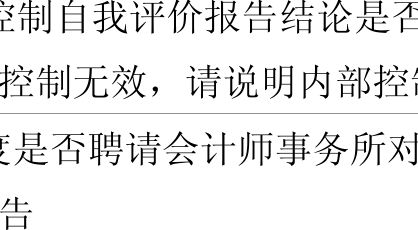 控制自我评价报告结论是否
控制无效，请说明内部控制
度是否聘请会计师事务所对
告